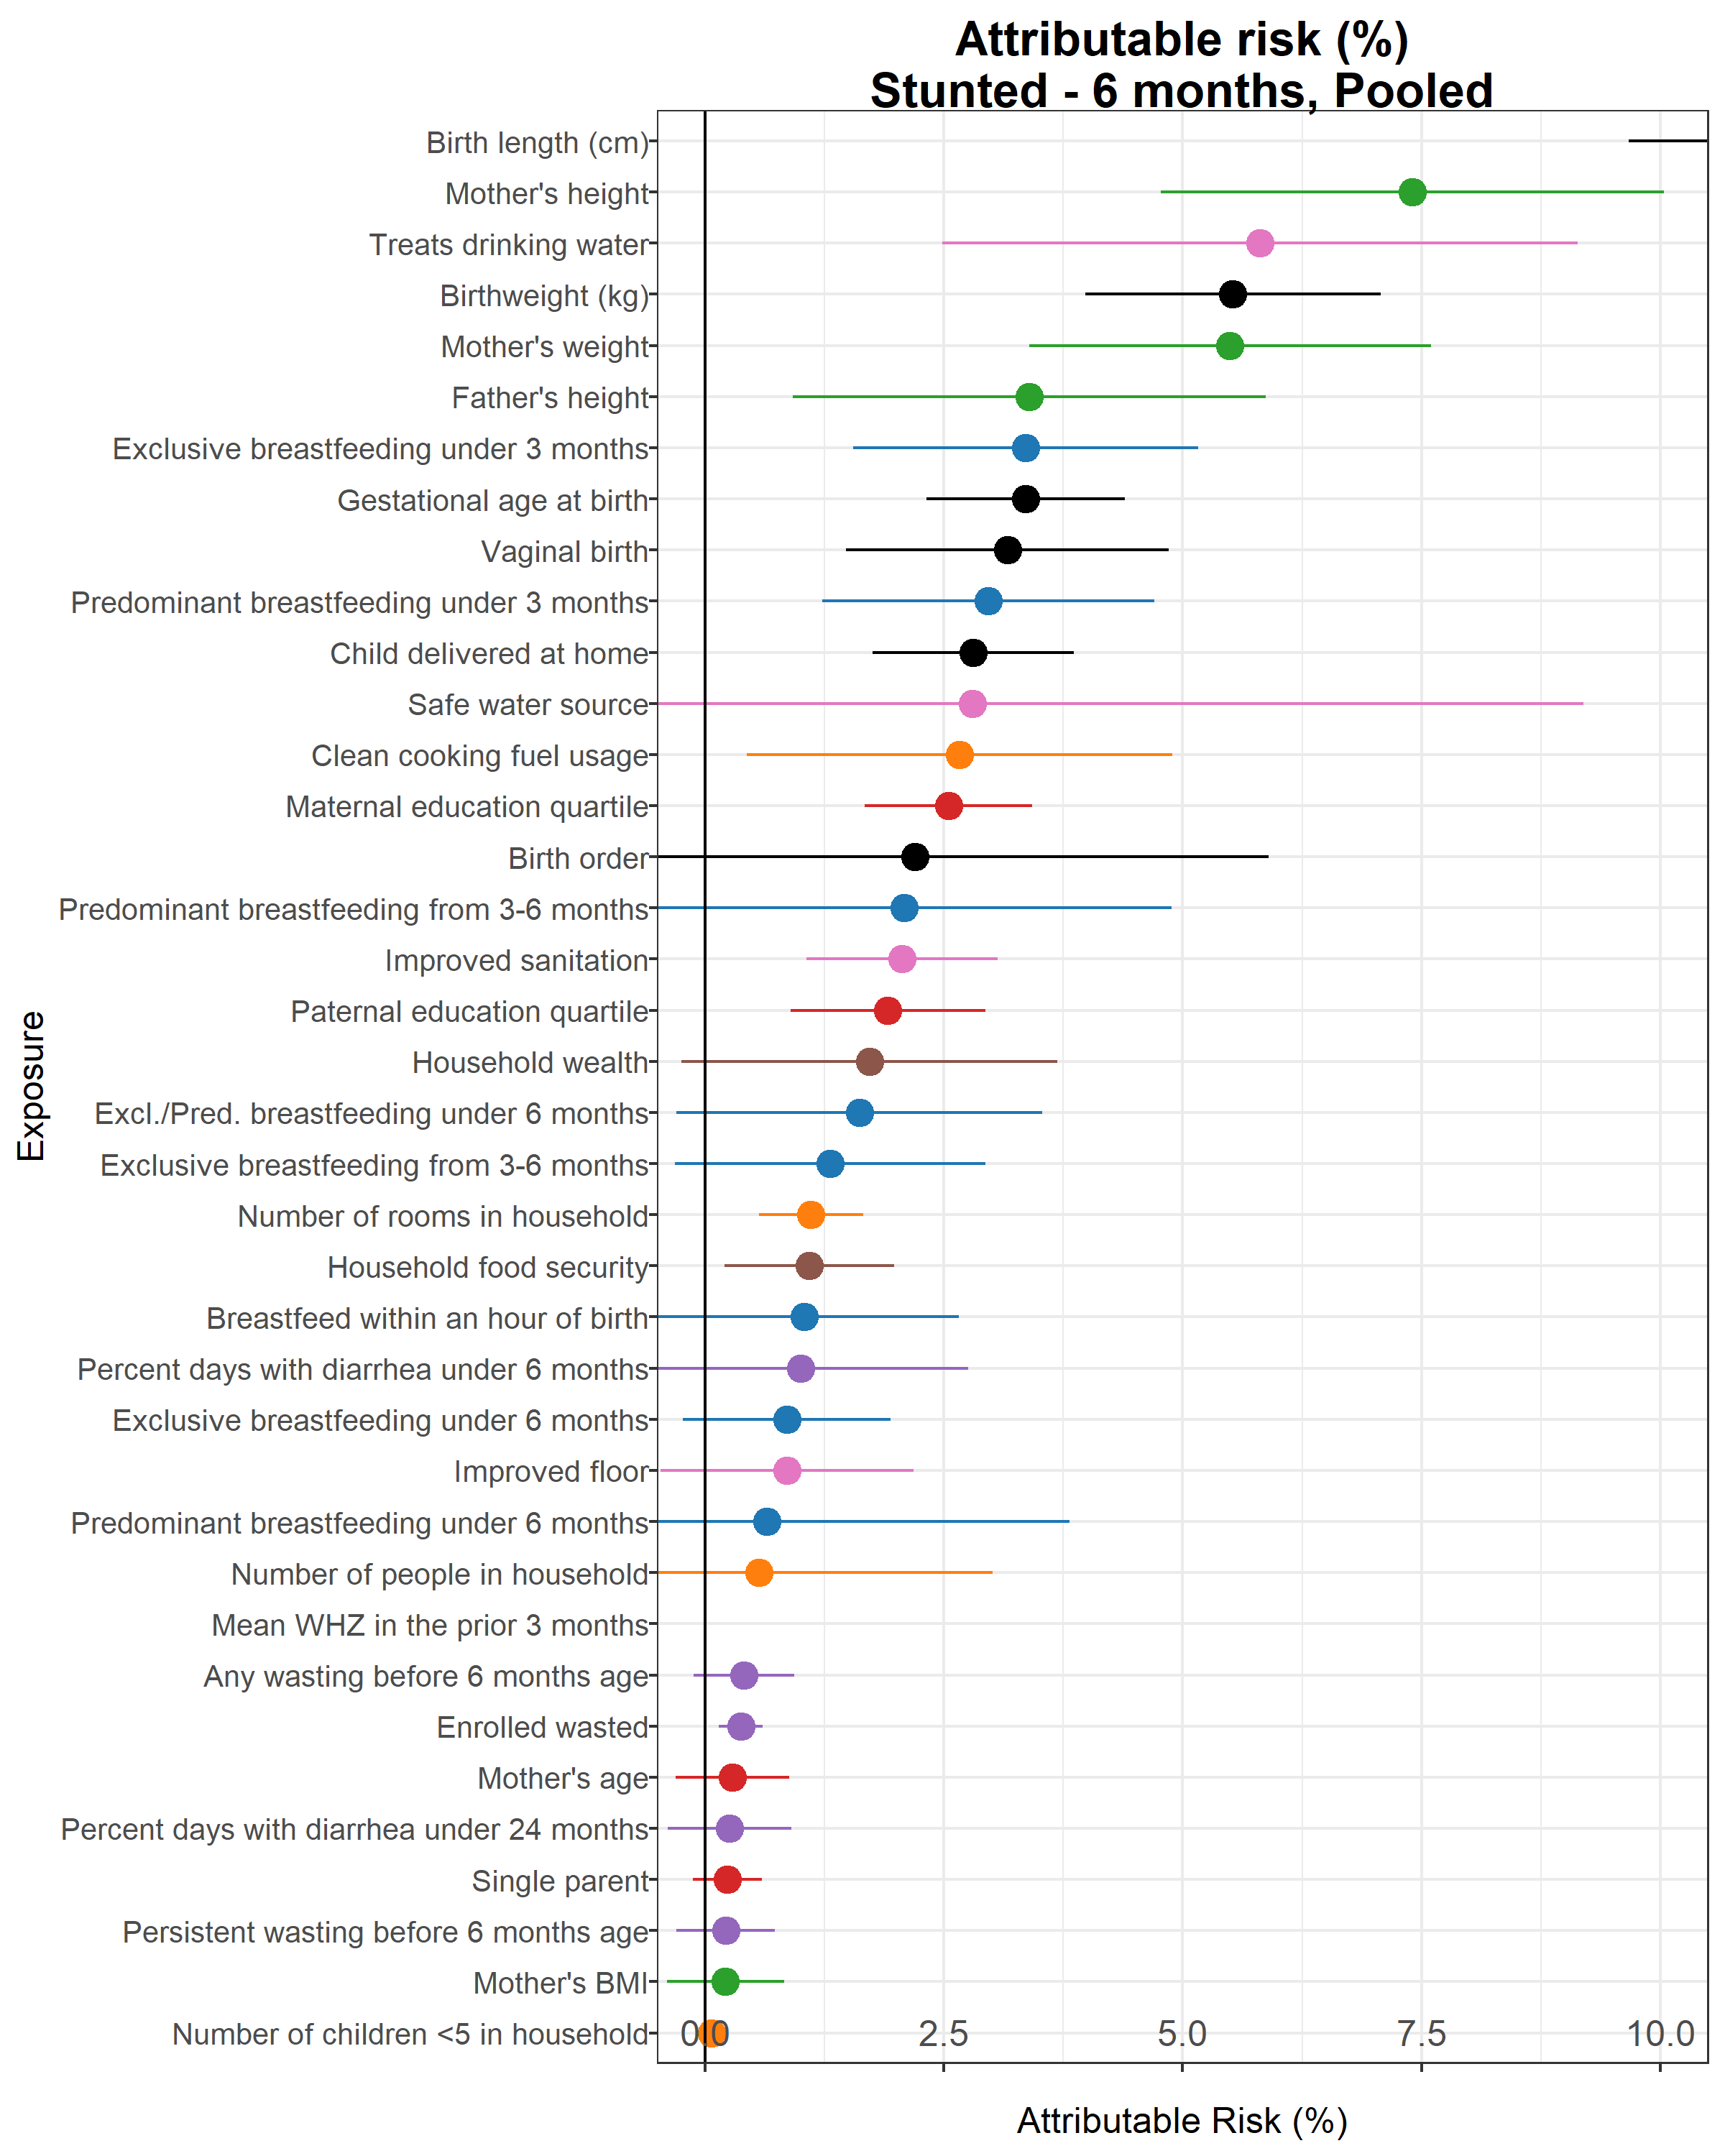 Attributable risk (%)
Stunted - 6 months, Pooled
Birth length (cm)
Mother's height
Treats drinking water
Birthweight (kg)
Mother's weight
Father's height
Exclusive breastfeeding under 3 months
Gestational age at birth
Vaginal birth
Predominant breastfeeding under 3 months
Child delivered at home
Safe water source
Clean cooking fuel usage
Maternal education quartile
Birth order
Predominant breastfeeding from 3-6 months
Improved sanitation
Paternal education quartile
Household wealth
Excl./Pred. breastfeeding under 6 months
Exclusive breastfeeding from 3-6 months
Number of rooms in household
Household food security
Breastfeed within an hour of birth
Percent days with diarrhea under 6 months
Exclusive breastfeeding under 6 months
Improved floor
Predominant breastfeeding under 6 months
Number of people in household
Mean WHZ in the prior 3 months
Any wasting before 6 months age
Enrolled wasted
Mother's age
Percent days with diarrhea under 24 months
Single parent
Persistent wasting before 6 months age
Mother's BMI
Number of children <5 in household
Exposure
0.0 2.5 5.0 7.5 10.0
Attributable Risk (%)